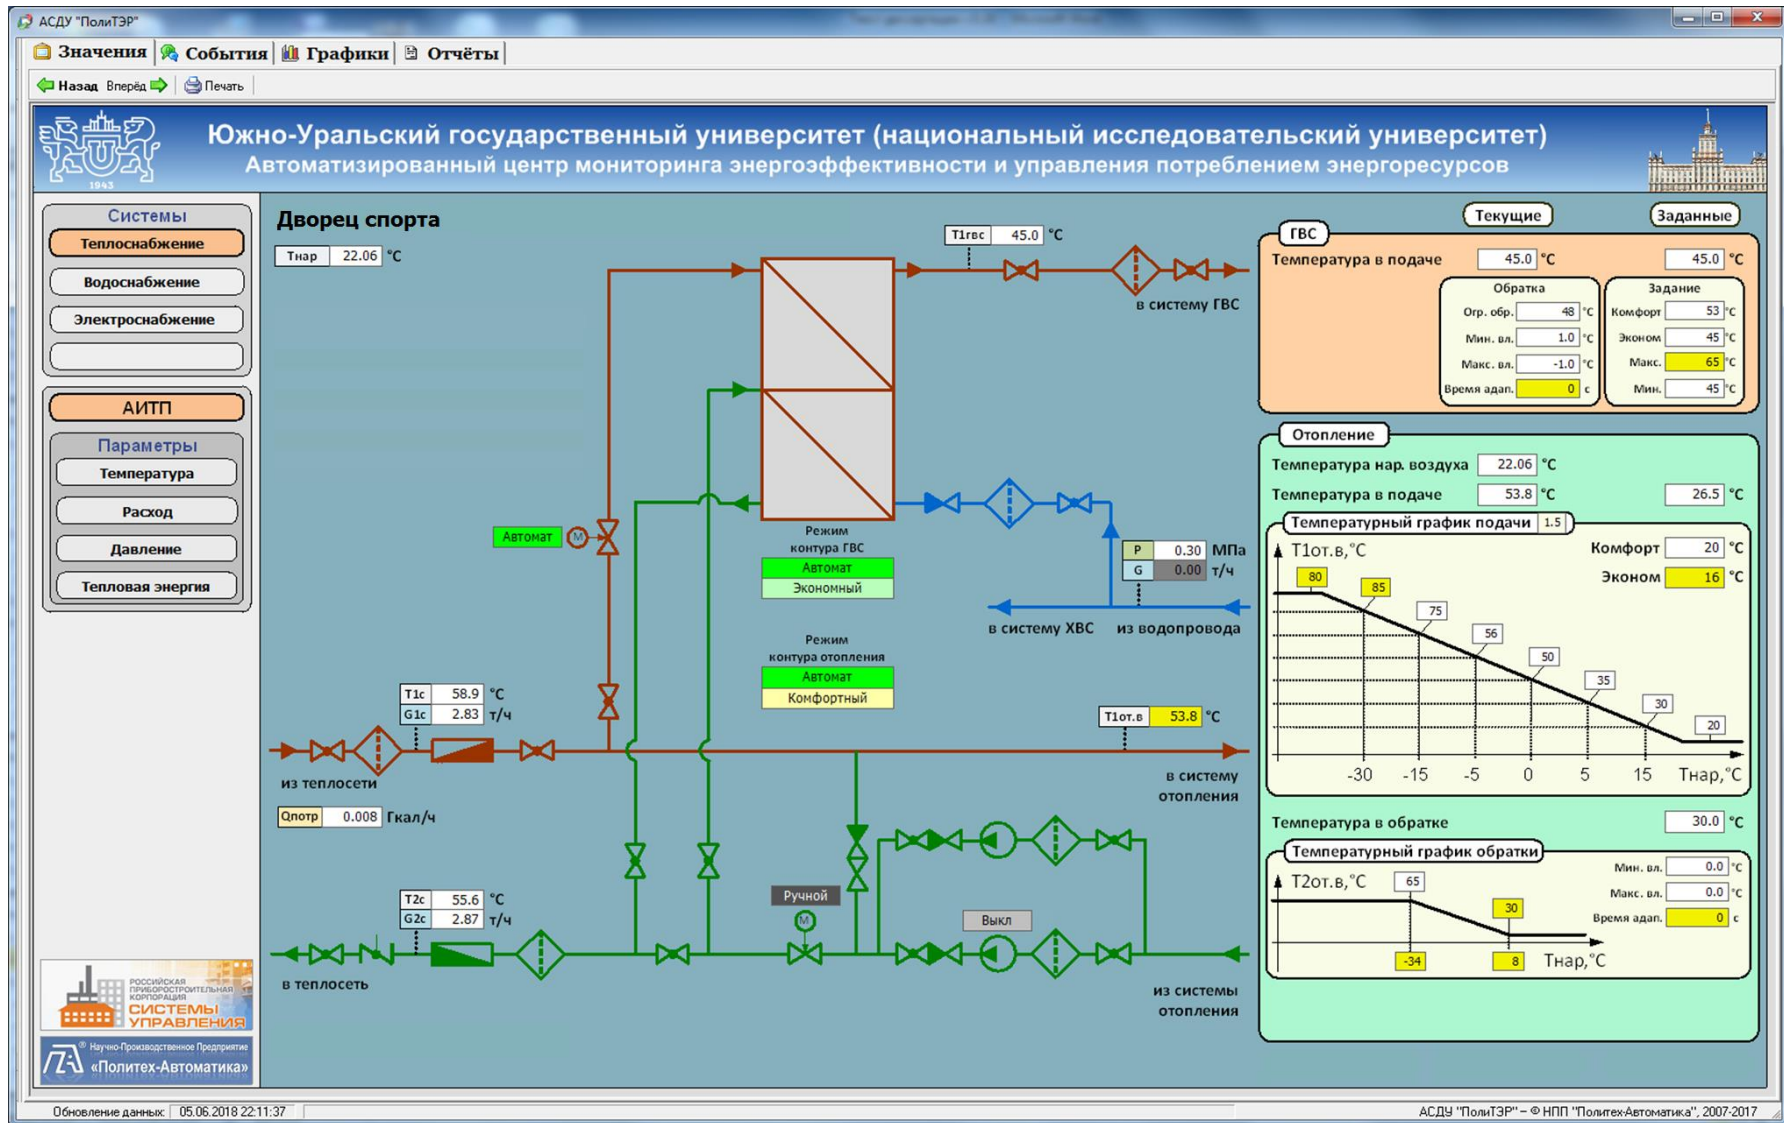 АСДУ "ПолиТЭР"
Значения События Графики Отчёты
Назад Вперёд Печать
1943
Южно-Уральский государственный университет (национальный исследовательский университет)
Автоматизированный центр мониторинга энергоэффективности и управления потреблением энергоресурсов
Системы
Теплоснабжение
Водоснабжение
Электроснабжение
АИТП
Параметры
Температура
Расход
Давление
Тепловая энергия
РОССИЙСКАЯ
ПРИБОРОСТРОИТЕЛЬНАЯ
КОРПОРАЦИЯ
СИСТЕМЫ
УПРАВЛЕНИЯ
Научно-Производственное Предприятие
«Политех-Автоматика»
Дворец спорта
Тнар 22.06 °С
Т1гвс 45.0 °С
в систему ГВС
Автомат
М
Режим
контура ГВС
Автомат
Экономный
P 0.30 МПа
G 0.00 т/ч
в систему ХВС из водопровода
Режим
контура отопления
Автомат
Комфортный
Т1с 58.9 °С
G1с 2.83 т/ч
Т1от.в 53.8 °С
из теплосети
в систему
отопления
Qпотр 0.008 Гкал/ч
Т2с 55.6 °С
G2с 2.87 т/ч
Ручной
М
Выкл
в теплосеть
из системы
отопления
Текущие Заданные
ГВС
Температура в подаче 45.0 °С 45.0 °С
Обратка Задание
Огр. обр. 48 °С Комфорт 53 °С
Мин. вл. 1.0 °С Эконом 45 °С
Макс. вл. -1.0 °С Макс. 65 °С
Время адап. 0 с Мин. 45 °С
Отопление
Температура нар. воздуха 22.06 °С
Температура в подаче 53.8 °С 26.5 °С
Температурный график подачи 1.5
Т1от.в,°С Комфорт 20 °С
Эконом 16 °С
80 85 75 56 50 35 30 20
-30 -15 -5 0 5 15 Тнар,°С
Температура в обратке 30.0 °С
Температурный график обратки
Т2от.в,°С 65 30
Мин. вл. 0.0 °С
Макс. вл. 0.0 °С
Время адап. 0 с
-34 8 Тнар,°С
Обновление данных: 05.06.2018 22:11:37
АСДУ "ПолиТЭР" – © НПП "Политех-Автоматика", 2007-2017